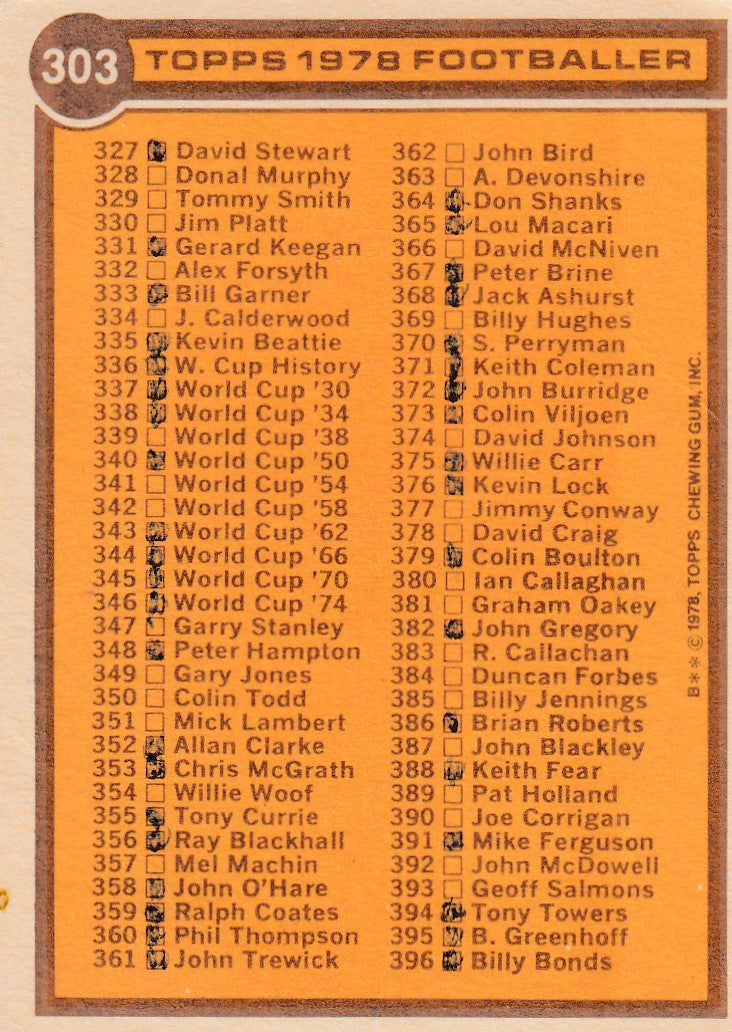 303 TOPPS 1978 FOOTBALLER
327 David Stewart
328 Donal Murphy
329 Tommy Smith
330 Jim Platt
331 Gerard Keegan
332 Alex Forsyth
333 Bill Garner
334 J. Calderwood
335 Kevin Beattie
336 W. Cup History
337 World Cup '30
338 World Cup '34
339 World Cup '38
340 World Cup '50
341 World Cup '54
342 World Cup '58
343 World Cup '62
344 World Cup '66
345 World Cup '70
346 World Cup '74
347 Garry Stanley
348 Peter Hampton
349 Gary Jones
350 Colin Todd
351 Mick Lambert
352 Allan Clarke
353 Chris McGrath
354 Willie Woof
355 Tony Currie
356 Ray Blackhall
357 Mel Machin
358 John O'Hare
359 Ralph Coates
360 Phil Thompson
361 John Trewick
362 John Bird
363 A. Devonshire
364 Don Shanks
365 Lou Macari
366 David McNiven
367 Peter Brine
368 Jack Ashurst
369 Billy Hughes
370 S. Perryman
371 Keith Coleman
372 John Burridge
373 Colin Viljoen
374 David Johnson
375 Willie Carr
376 Kevin Lock
377 Jimmy Conway
378 David Craig
379 Colin Boulton
380 Ian Callaghan
381 Graham Oakey
382 John Gregory
383 R. Callachan
384 Duncan Forbes
385 Billy Jennings
386 Brian Roberts
387 John Blackley
388 Keith Fear
389 Pat Holland
390 Joe Corrigan
391 Mike Ferguson
392 John McDowell
393 Geoff Salmons
394 Tony Towers
395 B. Greenhoff
396 Billy Bonds
B** © 1978, TOPPS CHEWING GUM, INC.